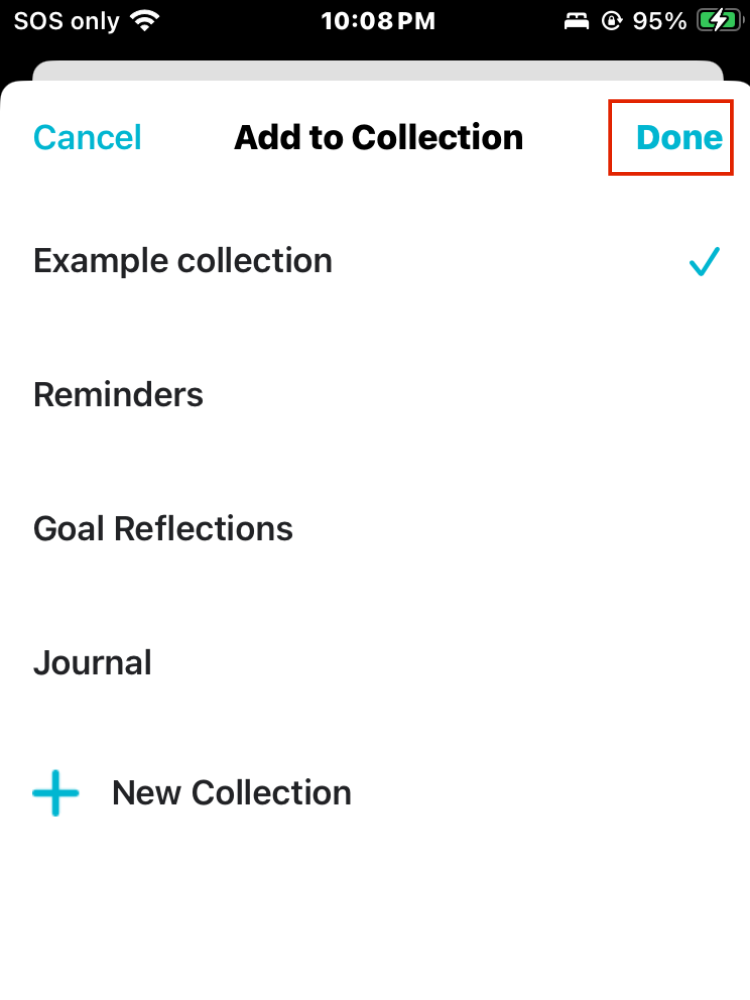 SOS only 10:08 PM 95%
Cancel Add to Collection Done
Example collection
Reminders
Goal Reflections
Journal
New Collection